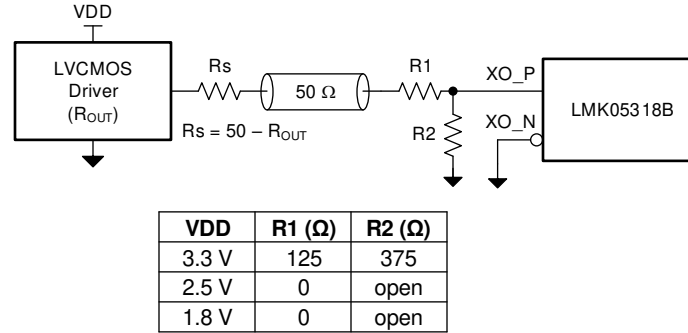 VDD
LVCMOS
Driver
(ROUT)
Rs
Rs = 50 – ROUT
50 Ω
R1
R2
XO_P
XO_N
LMK05318B
VDD R1 (Ω) R2 (Ω)
3.3 V 125 375
2.5 V 0 open
1.8 V 0 open